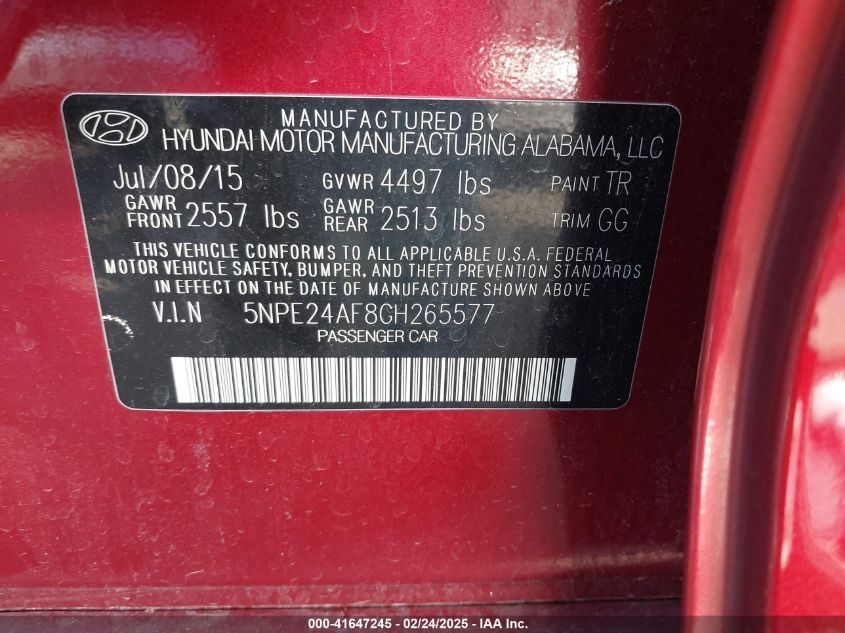 MANUFACTURED BY
HYUNDAI MOTOR MANUFACTURING ALABAMA, LLC
Jul/08/15 GVWR 4497 lbs PAINT TR
GAWR FRONT 2557 lbs GAWR REAR 2513 lbs TRIM GG
THIS VEHICLE CONFORMS TO ALL APPLICABLE U.S.A. FEDERAL
MOTOR VEHICLE SAFETY, BUMPER, AND THEFT PREVENTION STANDARDS
IN EFFECT ON THE DATE OF MANUFACTURE SHOWN ABOVE.
V.I.N 5NPE24AF8GH265577
PASSENGER CAR
000-41647245 - 02/24/2025 - IAA Inc.